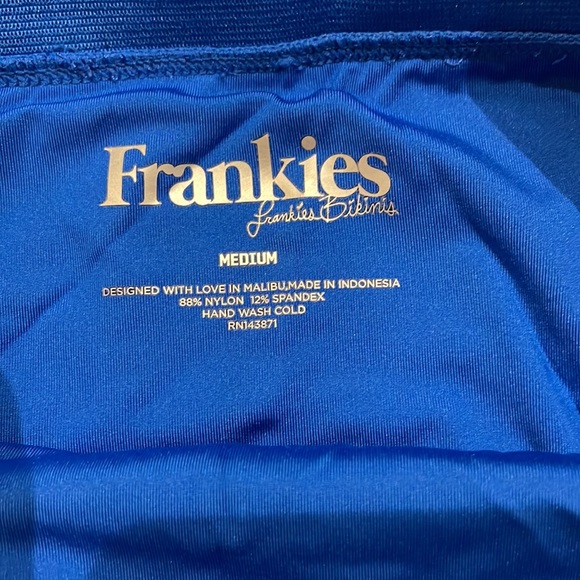 Frankies
Frankies Bikinis
MEDIUM
DESIGNED WITH LOVE IN MALIBU,MADE IN INDONESIA
88% NYLON 12% SPANDEX
HAND WASH COLD
RN143871